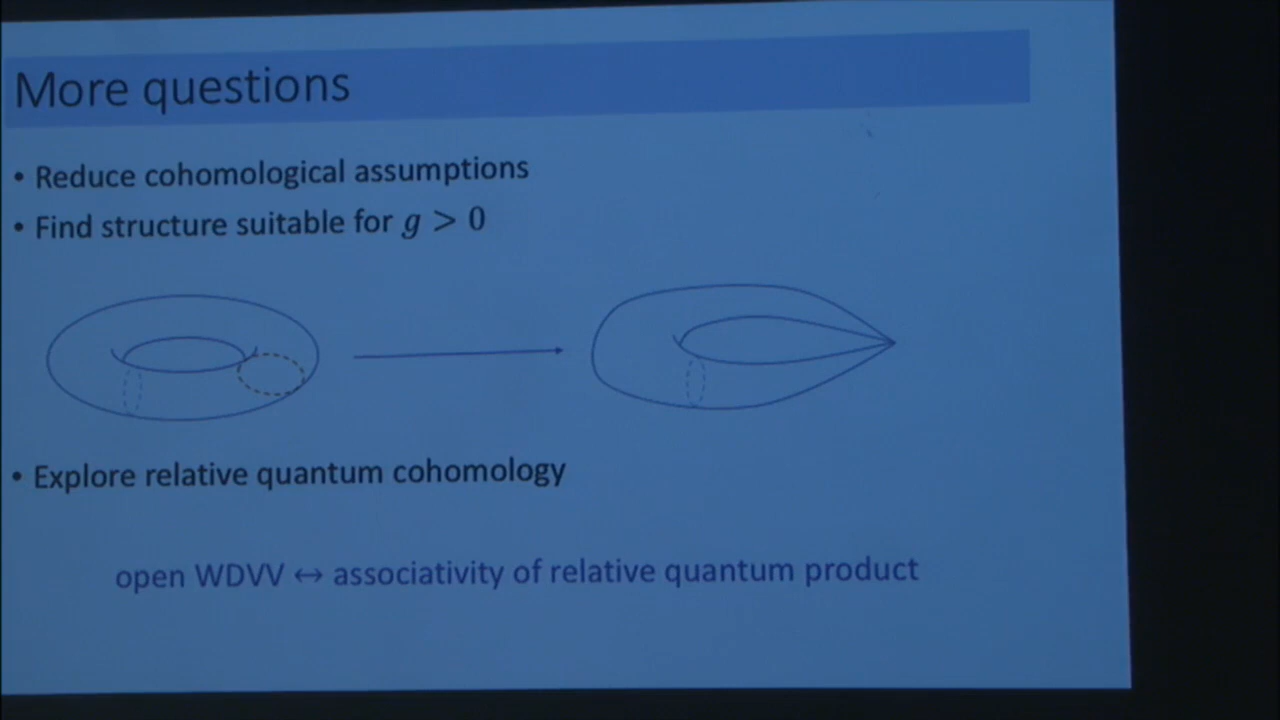 More questions
• Reduce cohomological assumptions
• Find structure suitable for g > 0
• Explore relative quantum cohomology
open WDVV ↔ associativity of relative quantum product